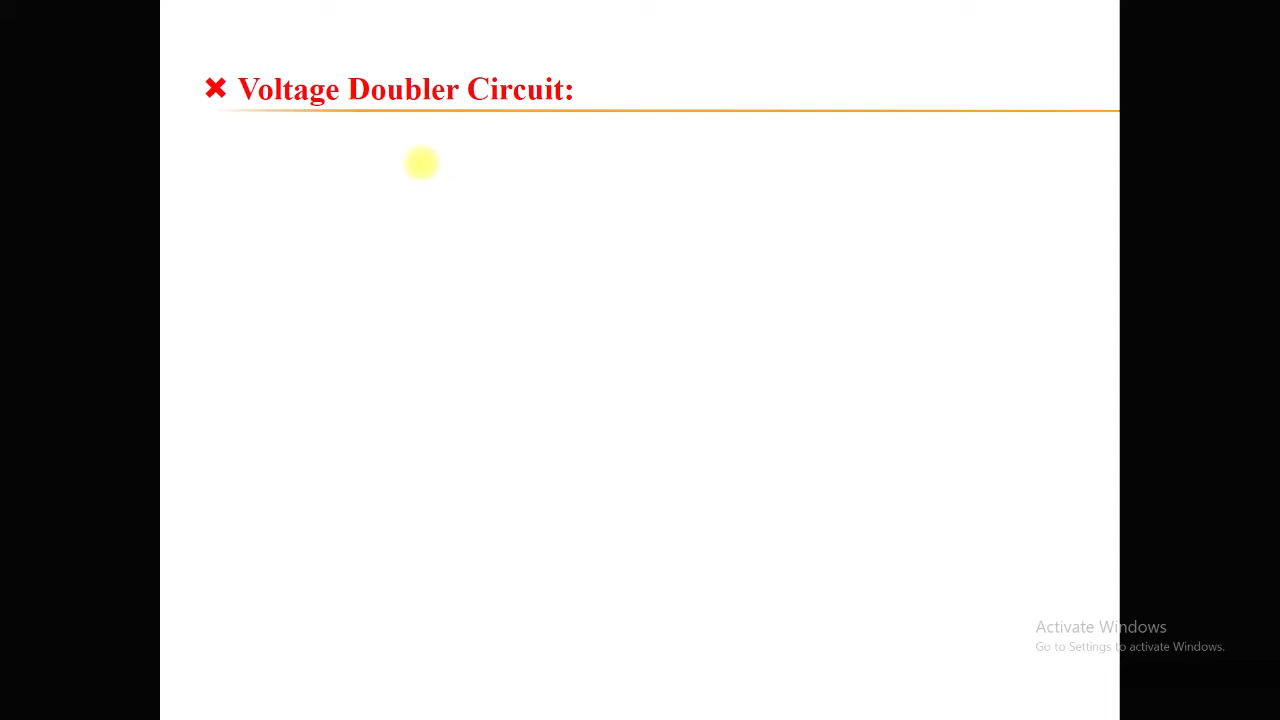 ✖ Voltage Doubler Circuit:
Activate Windows
Go to Settings to activate Windows.